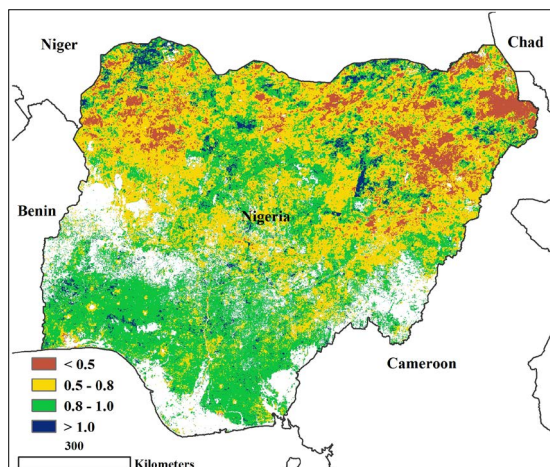 Niger
Chad
Benin
Nigeria
Cameroon
< 0.5
0.5 - 0.8
0.8 - 1.0
> 1.0
300
Kilometers